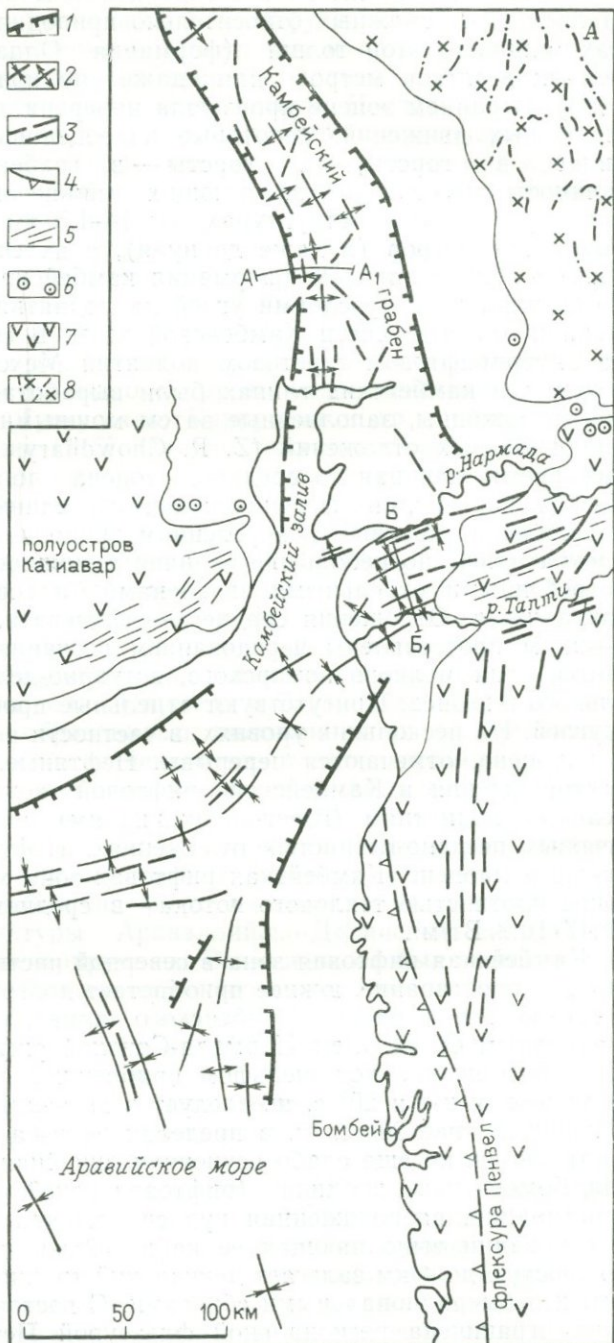 1
2
3
4
5
6
7
8
А
Камбейский
грабен
А
А₁
р. Нармада
полуостров
Катиавар
Камбейский залив
Б
Б₁
р. Тапти
Бомбей
Аравийское море
флексура Пенвел
0 50 100 км